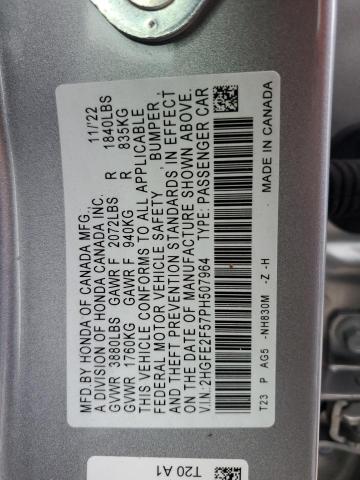 MFD.BY HONDA OF CANADA MFG.
A DIVISION OF HONDA CANADA INC. 11/'22
GVWR 3880LBS GAWR F 2072LBS R 1840LBS
GVWR 1760KG GAWR F 940KG R 835KG
THIS VEHICLE CONFORMS TO ALL APPLICABLE
FEDERAL MOTOR VEHICLE SAFETY BUMPER,
AND THEFT PREVENTION STANDARDS IN EFFECT
ON THE DATE OF MANUFACTURE SHOWN ABOVE.
V.I.N:2HGFE2F57PH507964 TYPE:PASSENGER CAR
T23 P AG5 -NH830M -Z -H
MADE IN CANADA
T20 A1